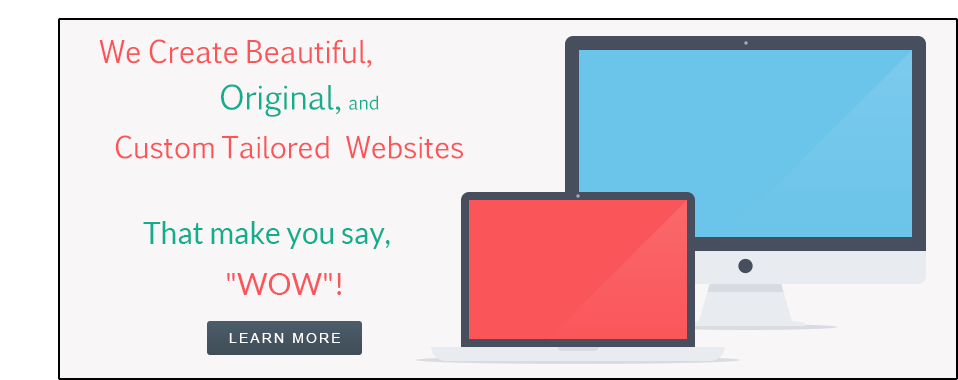 We Create Beautiful,
Original, and
Custom Tailored Websites
That make you say,
"WOW"!
LEARN MORE